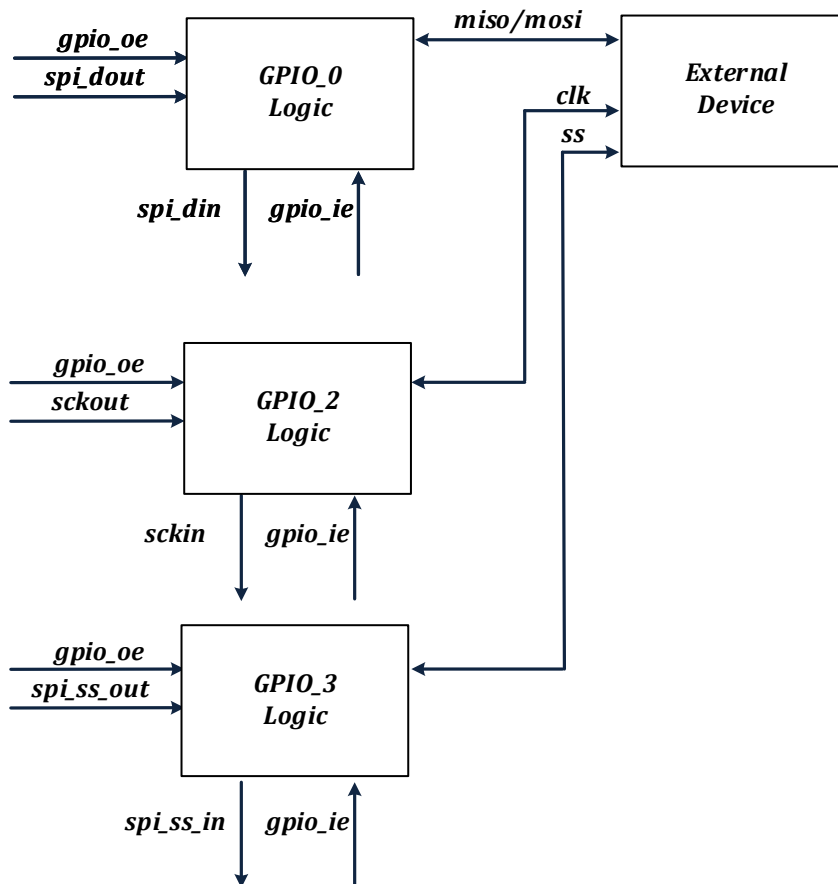 gpio_oe
spi_dout
GPIO_0
Logic
miso/mosi
External
Device
clk
ss
spi_din
gpio_ie
gpio_oe
sckout
GPIO_2
Logic
sckin
gpio_ie
gpio_oe
spi_ss_out
GPIO_3
Logic
spi_ss_in
gpio_ie